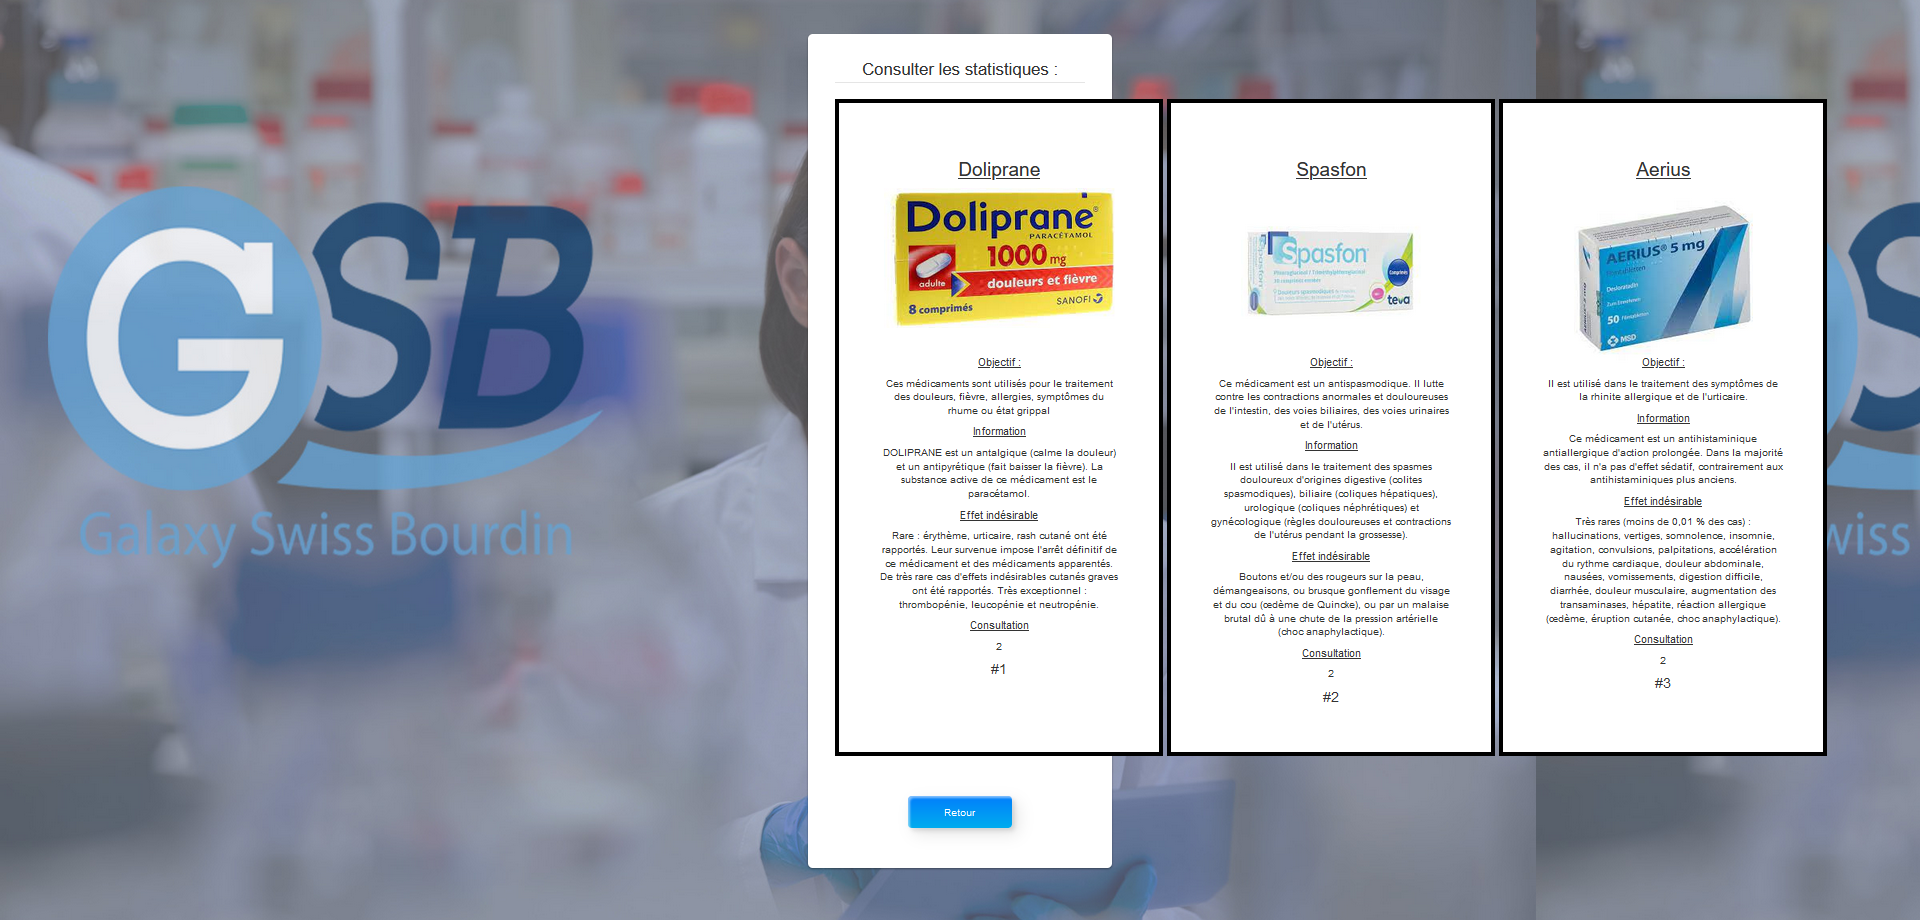 Consulter les statistiques :
GSB
Galaxy Swiss Bourdin
Doliprane
Doliprane®
PARACÉTAMOL
1000 mg
adulte
douleurs et fièvre
SANOFI
8 comprimés
Objectif :
Ces médicaments sont utilisés pour le traitement
des douleurs, fièvre, allergies, symptômes du
rhume ou état grippal
Information
DOLIPRANE est un antalgique (calme la douleur)
et un antipyrétique (fait baisser la fièvre). La
substance active de ce médicament est le
paracétamol.
Effet indésirable
Rare : érythème, urticaire, rash cutané ont été
rapportés. Leur survenue impose l'arrêt définitif de
ce médicament et des médicaments apparentés.
De très rare cas d'effets indésirables cutanés graves
ont été rapportés. Très exceptionnel :
thrombopénie, leucopénie et neutropénie.
Consultation
2
#1
Spasfon
Spasfon
Spasfon
Phloroglucinol / Triméthylphloroglucinol
30 comprimés enrobés
Comprimés
teva
Objectif :
Ce médicament est un antispasmodique. Il lutte
contre les contractions anormales et douloureuses
de l'intestin, des voies biliaires, des voies urinaires
et de l'utérus.
Information
Il est utilisé dans le traitement des spasmes
douloureux d'origines digestive (colites
spasmodiques), biliaire (coliques hépatiques),
urologique (coliques néphrétiques) et
gynécologique (règles douloureuses et contractions
de l'utérus pendant la grossesse).
Effet indésirable
Boutons et/ou des rougeurs sur la peau,
démangeaisons, ou brusque gonflement du visage
et du cou (œdème de Quincke), ou par un malaise
brutal dû à une chute de la pression artérielle
(choc anaphylactique).
Consultation
2
#2
Aerius
AERIUS® 5 mg
Filmtabletten
Desloratadin
Zum Einnehmen
50 Filmtabletten
MSD
Objectif :
Il est utilisé dans le traitement des symptômes de
la rhinite allergique et de l'urticaire.
Information
Ce médicament est un antihistaminique
antiallergique d'action prolongée. Dans la majorité
des cas, il n'a pas d'effet sédatif, contrairement aux
antihistaminiques plus anciens.
Effet indésirable
Très rares (moins de 0,01 % des cas) :
hallucinations, vertiges, somnolence, insomnie,
agitation, convulsions, palpitations, accélération
du rythme cardiaque, douleur abdominale,
nausées, vomissements, digestion difficile,
diarrhée, douleur musculaire, augmentation des
transaminases, hépatite, réaction allergique
(œdème, éruption cutanée, choc anaphylactique).
Consultation
2
#3
Retour